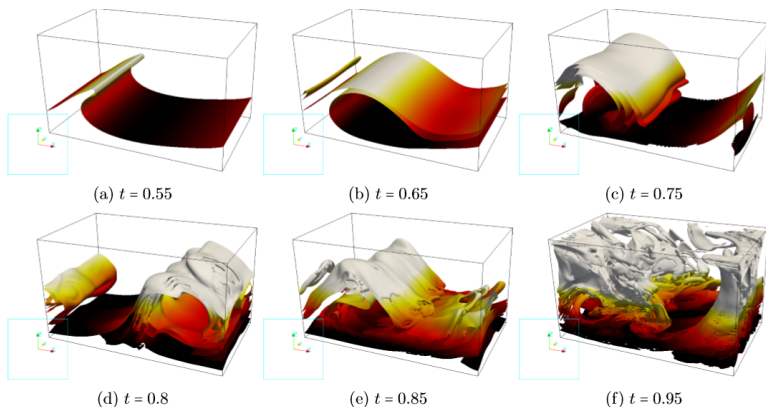 (a) t = 0.55
(b) t = 0.65
(c) t = 0.75
(d) t = 0.8
(e) t = 0.85
(f) t = 0.95